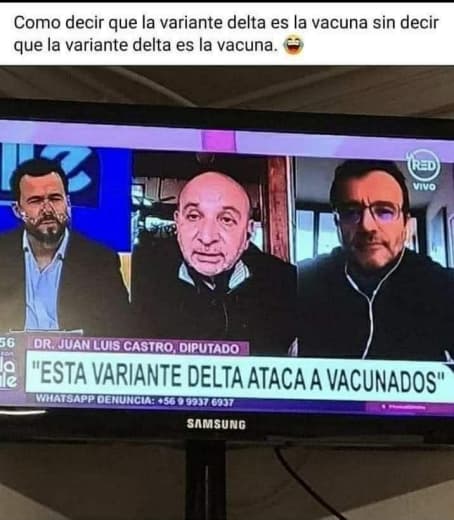 Como decir que la variante delta es la vacuna sin decir
que la variante delta es la vacuna.
RED
VIVO
56
DR. JUAN LUIS CASTRO, DIPUTADO
"ESTA VARIANTE DELTA ATACA A VACUNADOS"
WHATSAPP DENUNCIA: +56 9 9937 6937
SAMSUNG